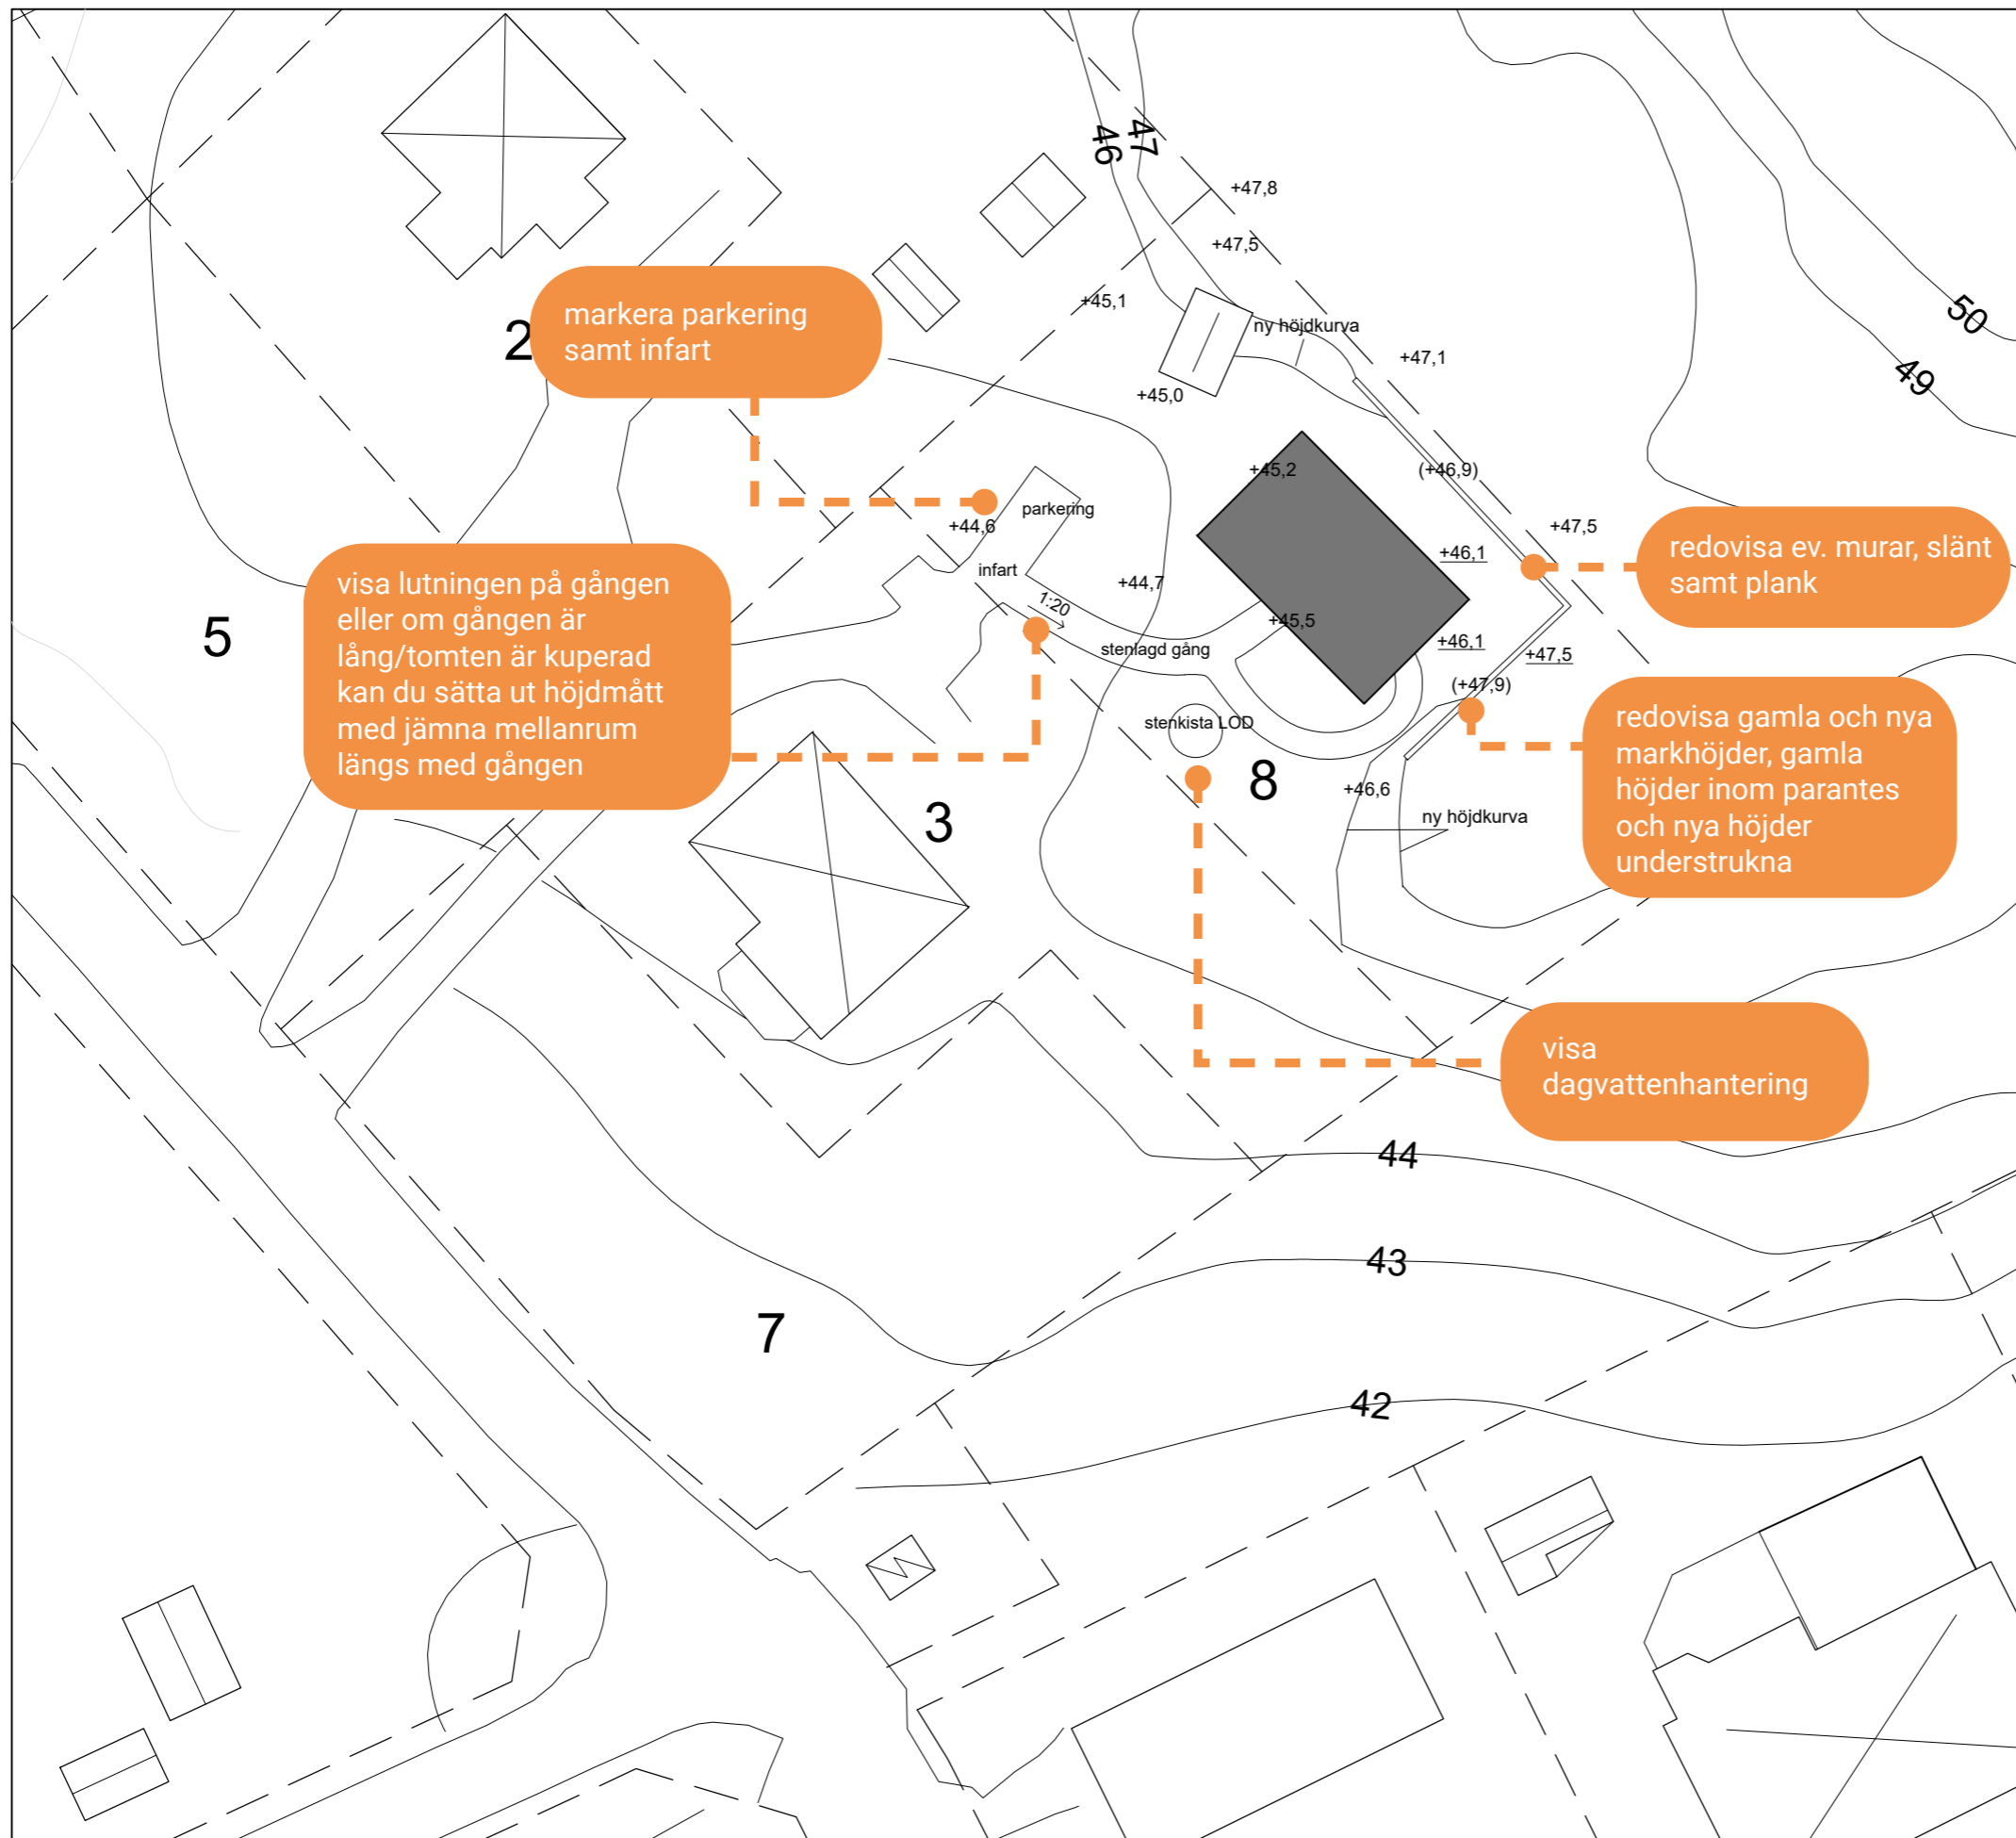 46
47
+47,8
+47,5
+45,1
50
ny höjdkurva
2
markera parkering
samt infart
+47,1
49
+45,0
+45,2
(+46,9)
parkering
+44,6
+47,5
redovisa ev. murar, slänt
samt plank
+46,1
infart
+44,7
visa lutningen på gången
eller om gången är
lång/tomten är kuperad
kan du sätta ut höjdmått
med jämna mellanrum
längs med gången
1:20
+45,5
5
+46,1
stenlagd gång
+47,5
(+47,9)
redovisa gamla och nya
markhöjder, gamla
höjder inom parantes
och nya höjder
understrukna
stenkista LOD
8
+46,6
3
ny höjdkurva
visa
dagvattenhantering
44
43
7
42